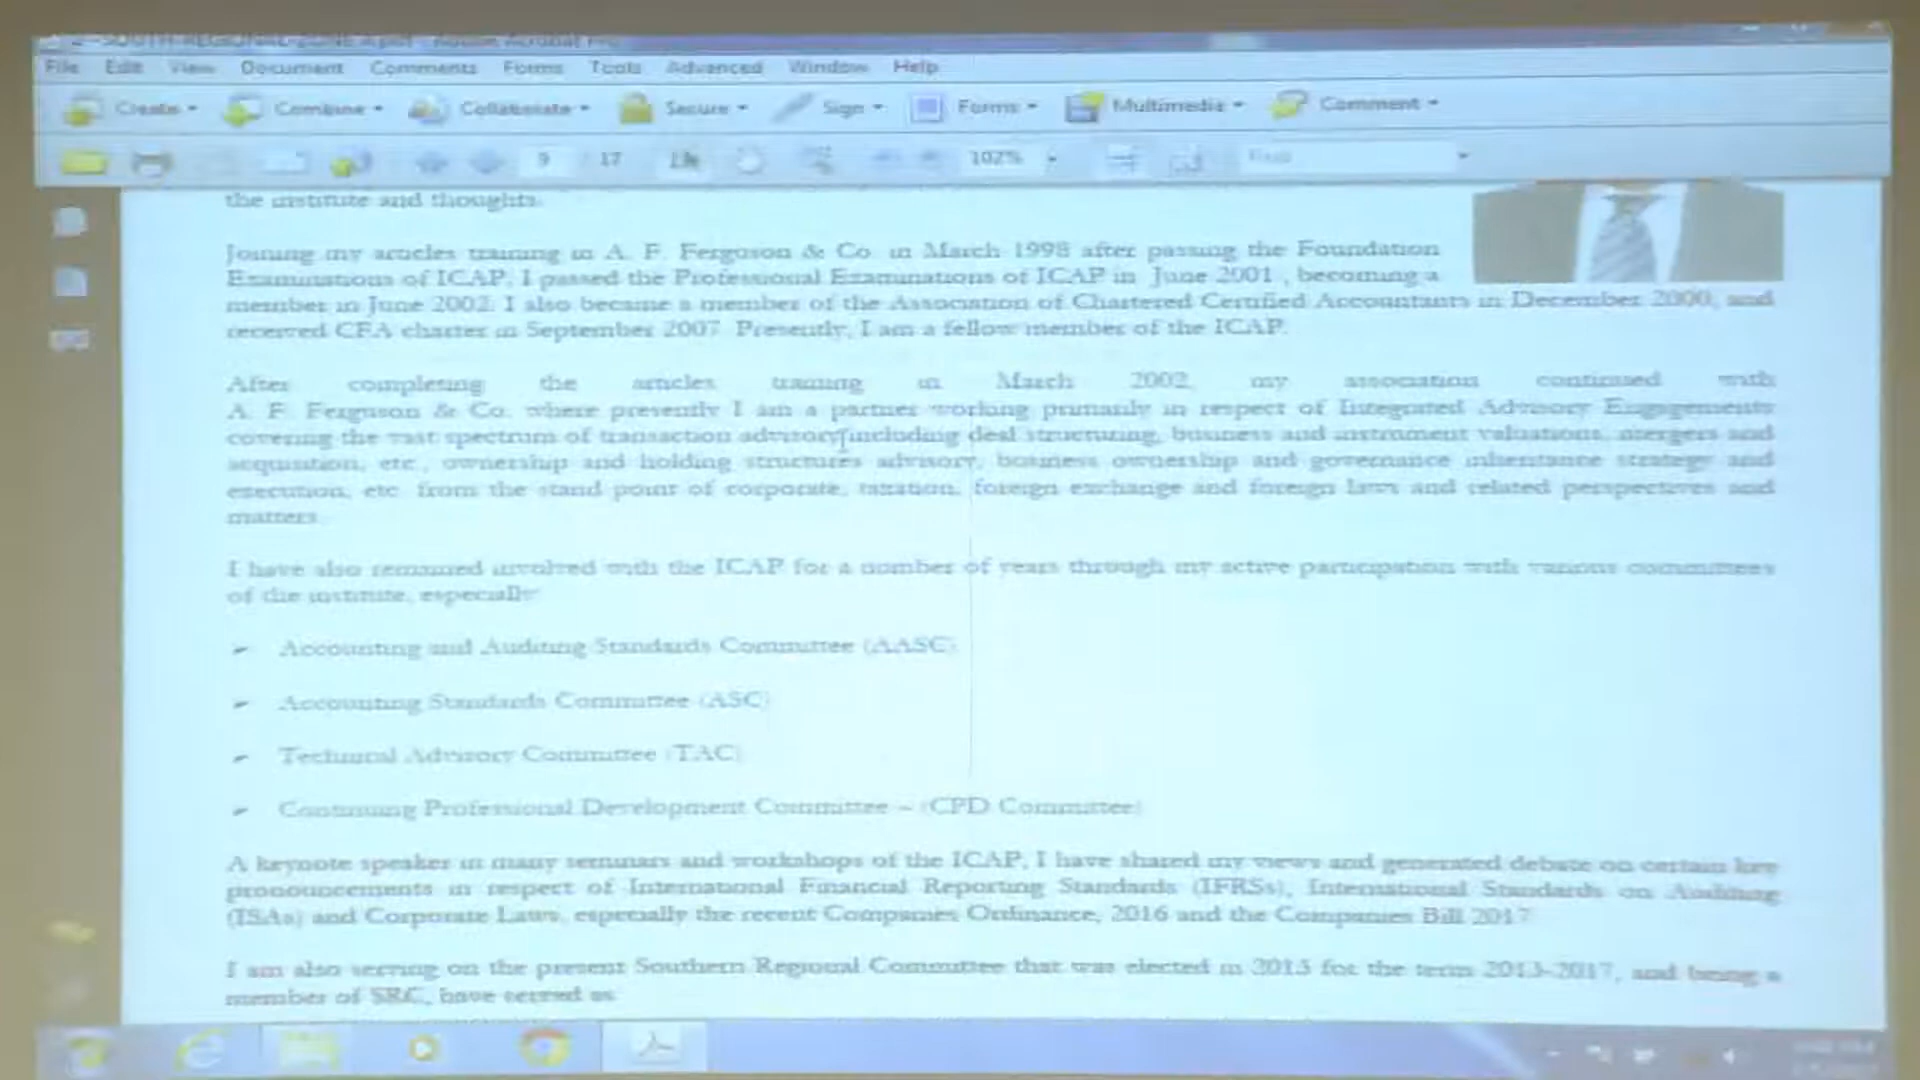 2 - SOUTH REGIONAL ZONE A.pdf - Adobe Acrobat Pro
File Edit View Document Comments Forms Tools Advanced Window Help
Create Combine Collaborate Secure Sign Forms Multimedia Comment
9 17 102% Find
the institute and thoughts.
Joining my articles training in A. F. Ferguson & Co. in March 1998 after passing the Foundation
Examinations of ICAP, I passed the Professional Examinations of ICAP in June 2001 , becoming a
member in June 2002. I also became a member of the Association of Chartered Certified Accountants in December 2000, and
received CFA charter in September 2007. Presently, I am a fellow member of the ICAP.
After completing the articles training in March 2002, my association continued with
A. F. Ferguson & Co. where presently I am a partner working primarily in respect of Integrated Advisory Engagements
covering the vast spectrum of transaction advisory including deal structuring, business and instrument valuations, mergers and
acquisition, etc., ownership and holding structures advisory, business ownership and governance inheritance strategy and
execution, etc. from the stand point of corporate, taxation, foreign exchange and foreign laws and related perspectives and
matters.
I have also remained involved with the ICAP for a number of years through my active participation with various committees
of the institute, especially
➢ Accounting and Auditing Standards Committee (AASC)
➢ Accounting Standards Committee (ASC)
➢ Technical Advisory Committee (TAC)
➢ Continuing Professional Development Committee – (CPD Committee)
A keynote speaker in many seminars and workshops of the ICAP, I have shared my views and generated debate on certain key
pronouncements in respect of International Financial Reporting Standards (IFRSs), International Standards on Auditing
(ISAs) and Corporate Laws, especially the recent Companies Ordinance, 2016 and the Companies Bill 2017
I am also serving on the present Southern Regional Committee that was elected in 2013 for the term 2013-2017, and being a
member of SRC, have served as